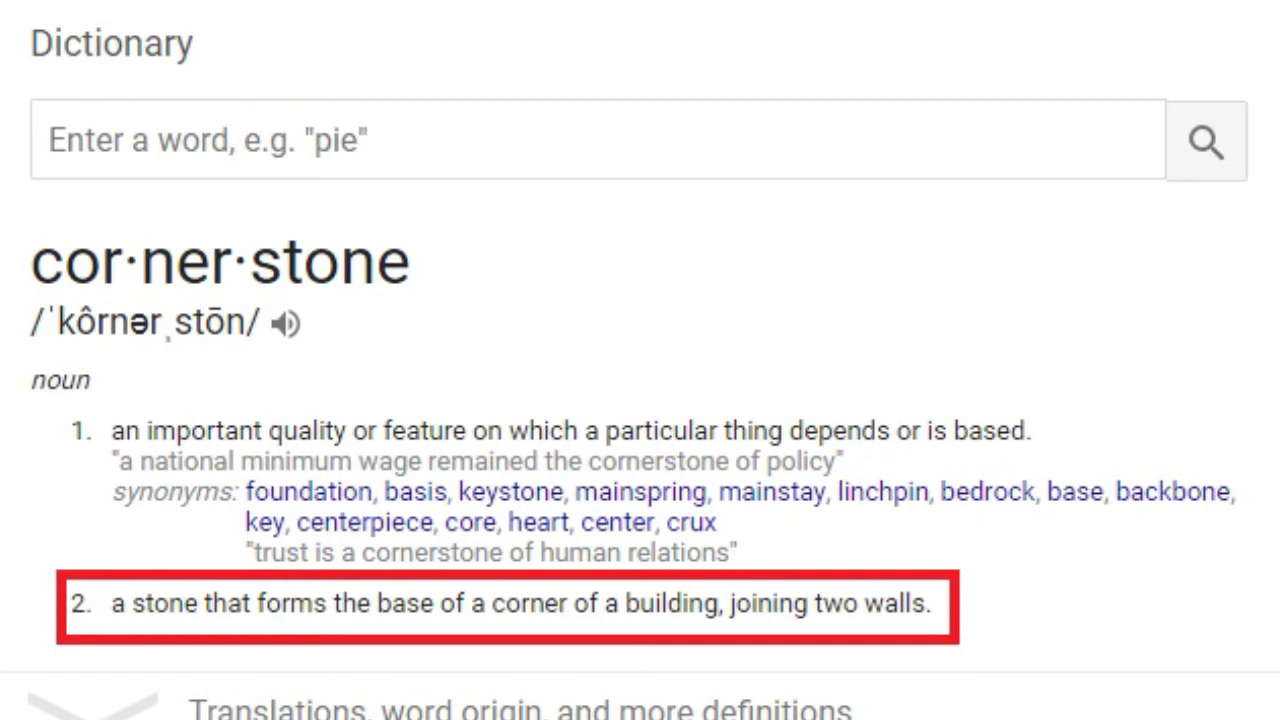 Dictionary
Enter a word, e.g. "pie"
cor·ner·stone
/ˈkôrnərˌstōn/
noun
1. an important quality or feature on which a particular thing depends or is based.
"a national minimum wage remained the cornerstone of policy"
synonyms: foundation, basis, keystone, mainspring, mainstay, linchpin, bedrock, base, backbone,
key, centerpiece, core, heart, center, crux
"trust is a cornerstone of human relations"
2. a stone that forms the base of a corner of a building, joining two walls.
Translations, word origin, and more definitions